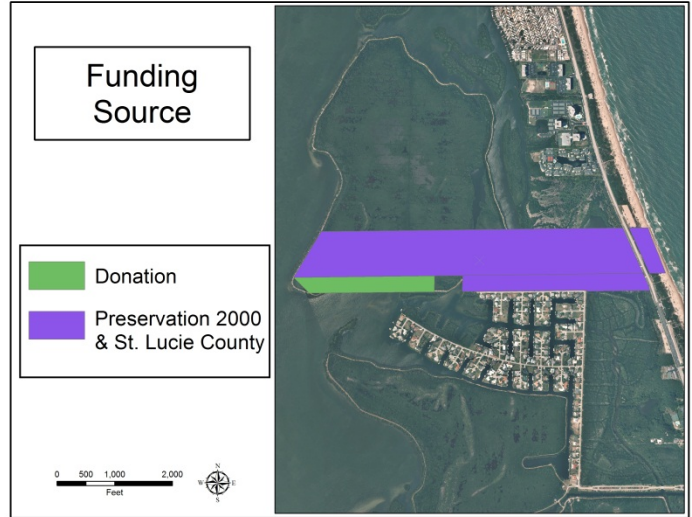 Funding
Source
Donation
Preservation 2000
& St. Lucie County
0 500 1,000 2,000
Feet
N
W E
S